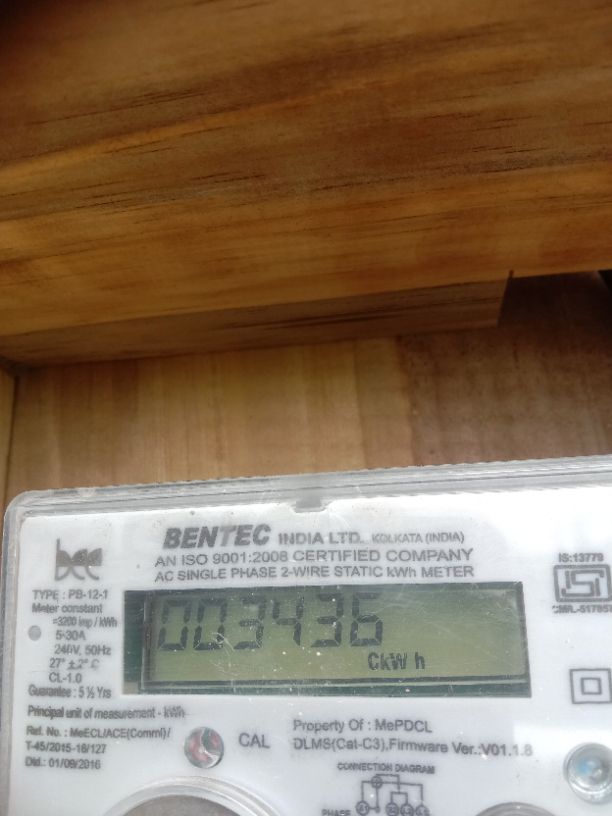 bee
BENTEC INDIA LTD. KOLKATA (INDIA)
AN ISO 9001:2008 CERTIFIED COMPANY
AC SINGLE PHASE 2-WIRE STATIC kWh METER
IS:13779
TYPE : PB-12-1
Meter constant
=3200 imp / kWh
5-30A
240V, 50Hz
27° ± 2° C
CL-1.0
Guarantee : 5 ½ Yrs
003436
CkW h
Principal unit of measurement - kWh
Ref. No. : MeECL/ACE(Comml)/
T-45/2015-16/127
Dtd.: 01/09/2016
CAL
Property Of : MePDCL
DLMS(Cat-C3),Firmware Ver.:V01.1.8
CONNECTION DIAGRAM
PHASE